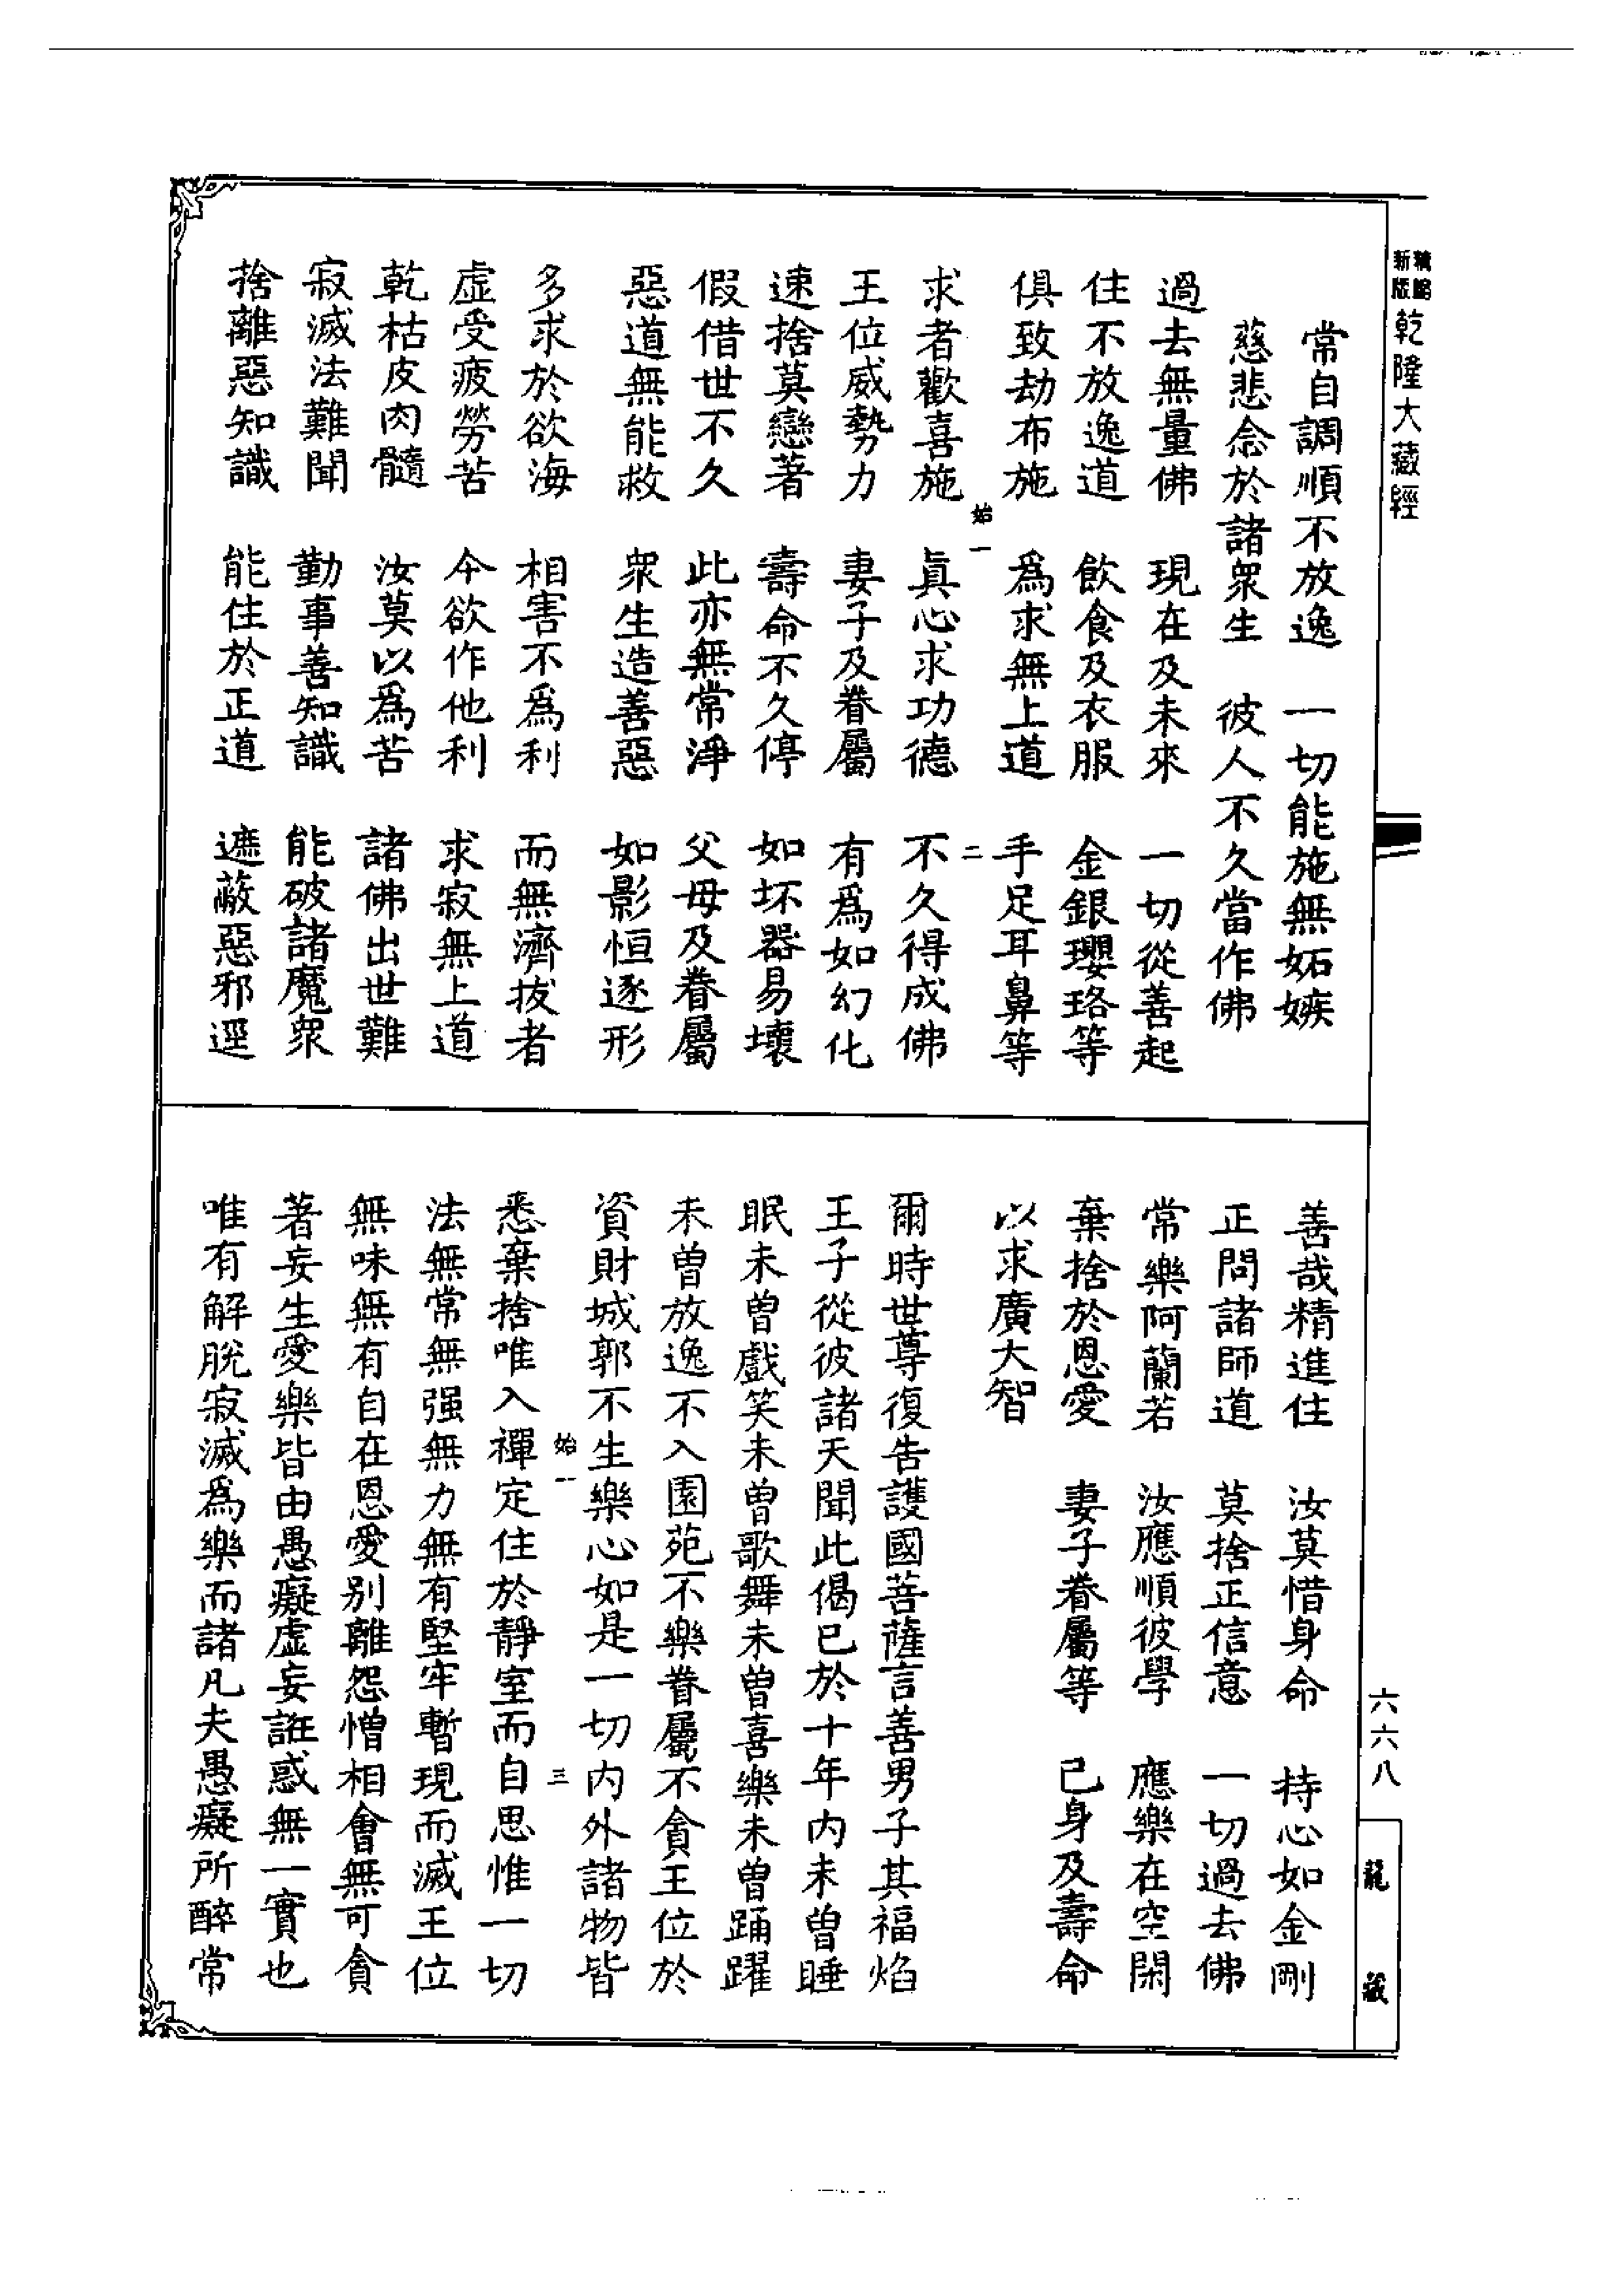 新版精縮乾隆大藏經
常自調順不放逸　一切能施無妬嫉
慈悲念於諸衆生　彼人不久當作佛
過去無量佛　現在及未來　一切從善起
住不放逸道　飲食及衣服　金銀瓔珞等
俱致劫布施　爲求無上道　手足耳鼻等
始一　二
求者歡喜施　眞心求功德　不久得成佛
王位威勢力　妻子及眷屬　有爲如幻化
速捨莫戀著　壽命不久停　如坏器易壞
假借世不久　此亦無常淨　父母及眷屬
惡道無能救　衆生造善惡　如影恒逐形
多求於欲海　相害不爲利　而無濟拔者
虛受疲勞苦　今欲作他利　求寂無上道
乾枯皮肉髓　汝莫以爲苦　諸佛出世難
寂滅法難聞　勤事善知識　能破諸魔衆
捨離惡知識　能住於正道　遮蔽惡邪逕
善哉精進住　汝莫惜身命　持心如金剛
正問諸師道　莫捨正信意　一切過去佛
常樂阿蘭若　汝應順彼學　應樂在空閑
棄捨於恩愛　妻子眷屬等　己身及壽命
以求廣大智
爾時世尊復告護國菩薩言善男子其福焰
王子從彼諸天聞此偈已於十年內未曾睡
眠未曾戲笑未曾歌舞未曾喜樂未曾踊躍
未曾放逸不入園苑不樂眷屬不貪王位於
資財城郭不生樂心如是一切內外諸物皆
始一　三
悉棄捨唯入禪定住於靜室而自思惟一切
法無常無强無力無有堅牢暫現而滅王位
無味無有自在恩愛別離怨憎相會無可貪
著妄生愛樂皆由愚癡虛妄誑惑無一實也
唯有解脫寂滅爲樂而諸凡夫愚癡所醉常
六六八
龍藏